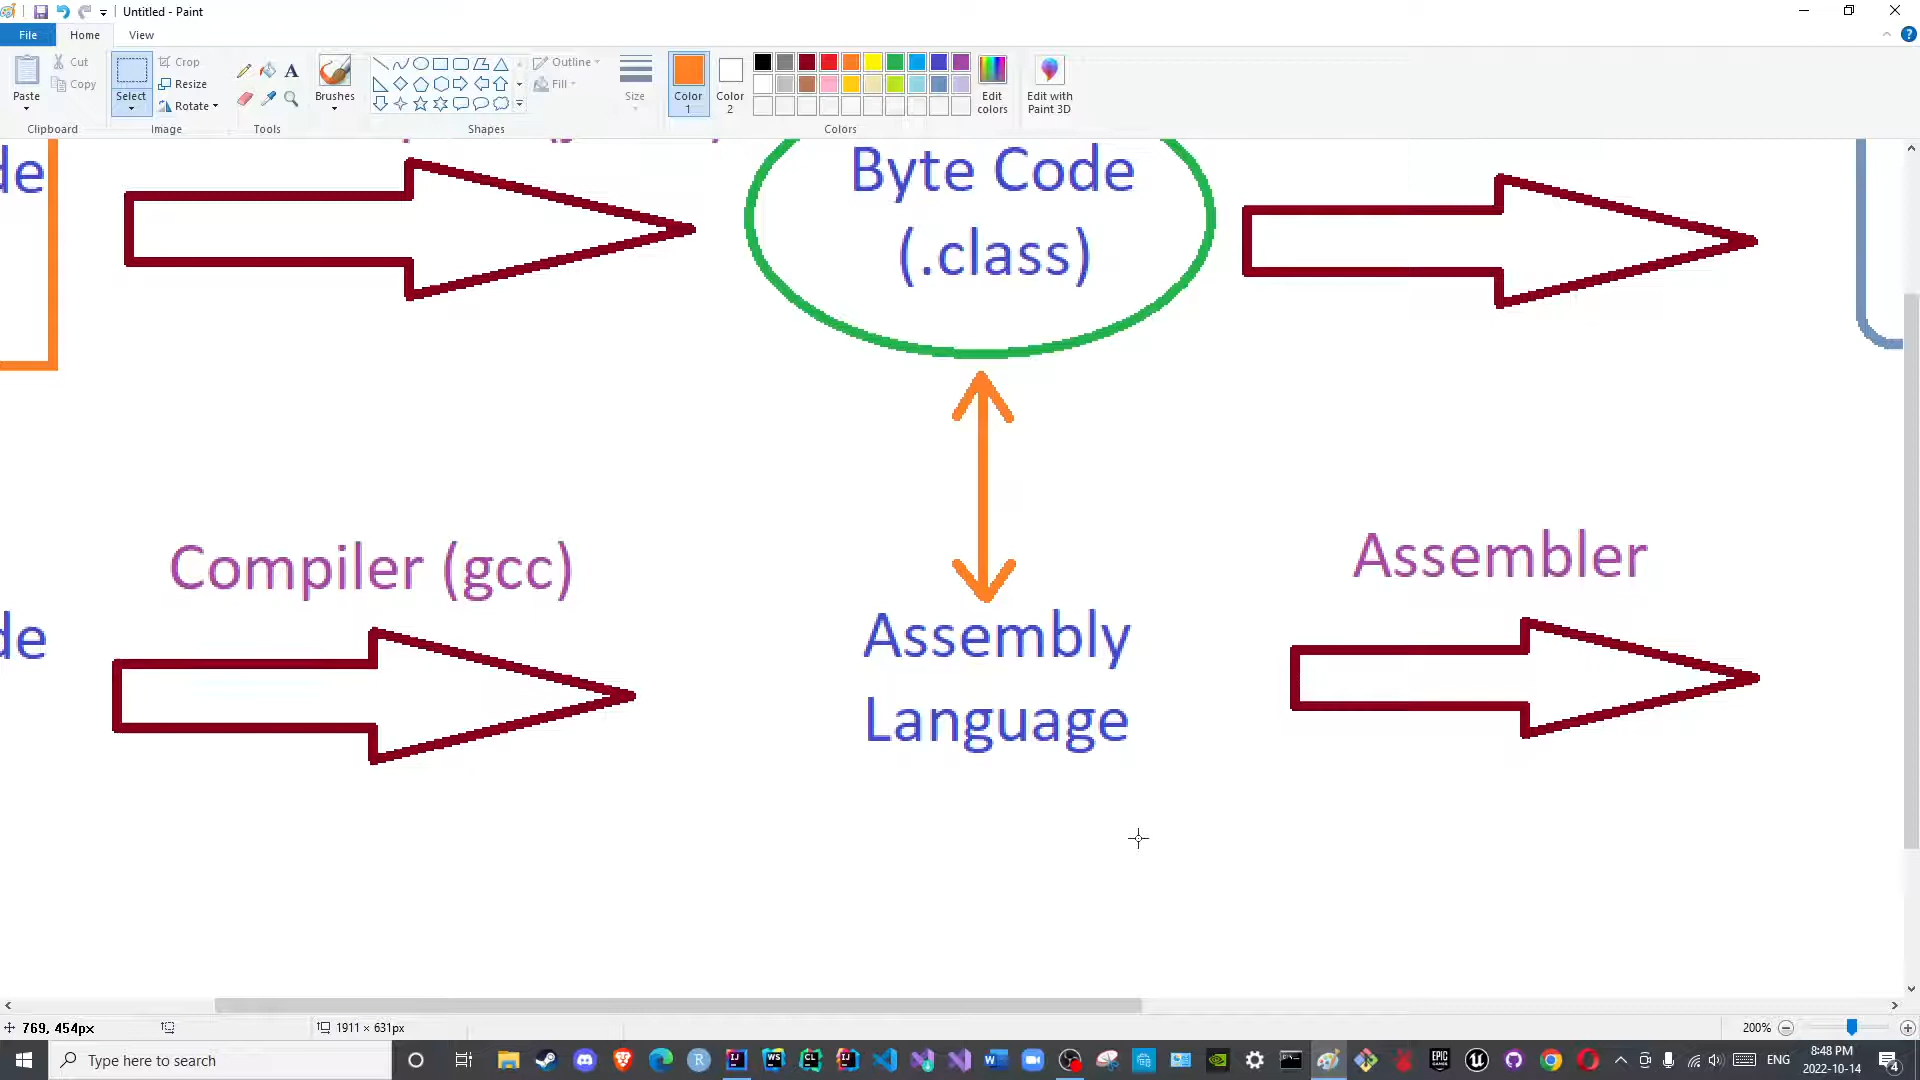 Untitled - Paint
File
Home
View
Paste
Cut
Copy
Clipboard
Select
Crop
Resize
Rotate
Image
Tools
Brushes
Shapes
Outline
Fill
Size
Color
1
Color
2
Colors
Edit
colors
Edit with
Paint 3D
de
Byte Code
(.class)
Compiler (gcc)
Assembler
de
Assembly
Language
769, 454px
1911 × 631px
200%
Type here to search
ENG
8:48 PM
2022-10-14
4